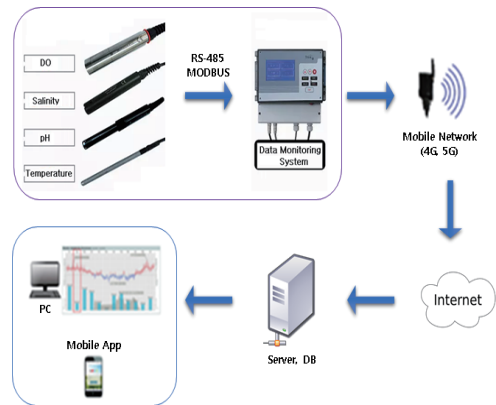 DO
Salinity
pH
Temperature
RS-485
MODBUS
Data Monitoring
System
Mobile Network
(4G, 5G)
Internet
Server, DB
PC
Mobile App